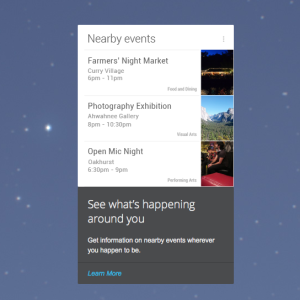 Nearby events
Farmers' Night Market
Curry Village
6pm - 11pm
Food and Dining
Photography Exhibition
Ahwahnee Gallery
8pm - 10:30pm
Visual Arts
Open Mic Night
Oakhurst
6:30pm - 9pm
Performing Arts
See what's happening
around you
Get information on nearby events wherever
you happen to be.
Learn More